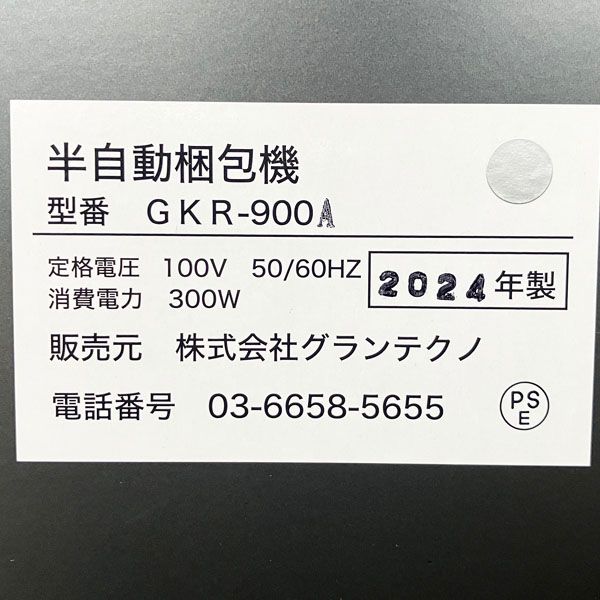 半自動梱包機
型番 GKR-900A
定格電圧 100V 50/60HZ
消費電力 300W
2024年製
販売元 株式会社グランテクノ
電話番号 03-6658-5655
PS
E